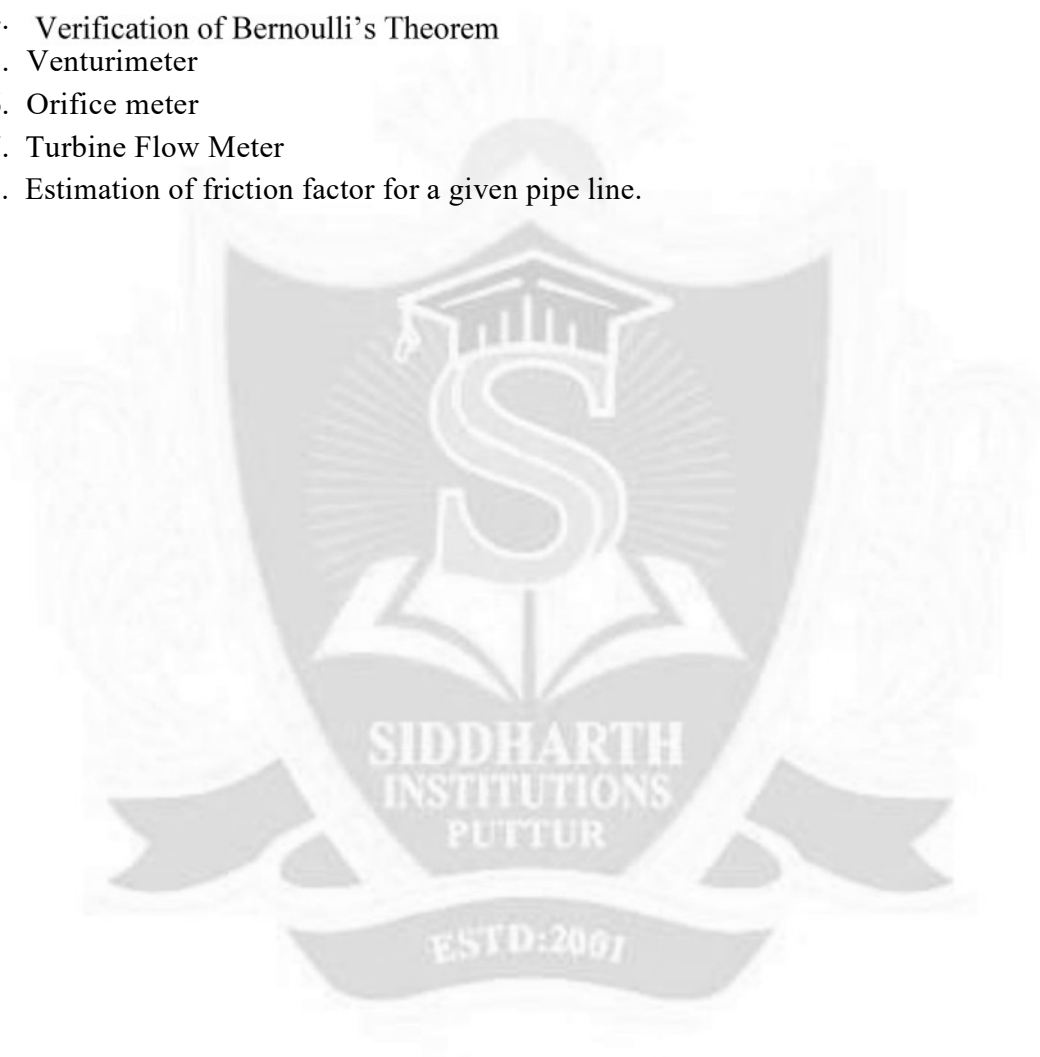 . Verification of Bernoulli’s Theorem
. Venturimeter
. Orifice meter
. Turbine Flow Meter
. Estimation of friction factor for a given pipe line.
S
SIDDHARTH
INSTITUTIONS
PUTTUR
ESTD:2001